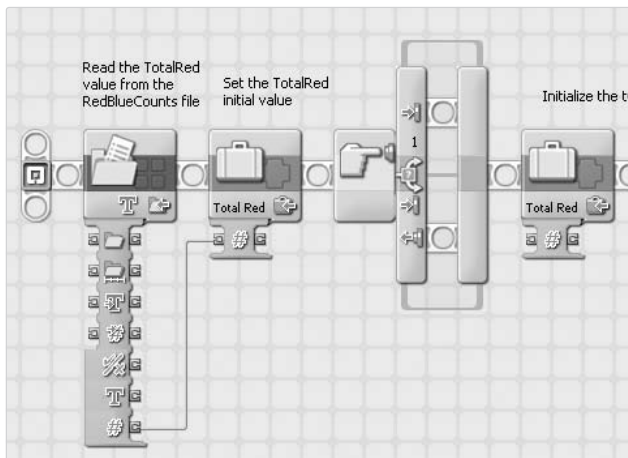 Read the TotalRed
value from the
RedBlueCounts file
Set the TotalRed
initial value
Initialize the t
1
Total Red
Total Red
T
#
#
T
#
T
#